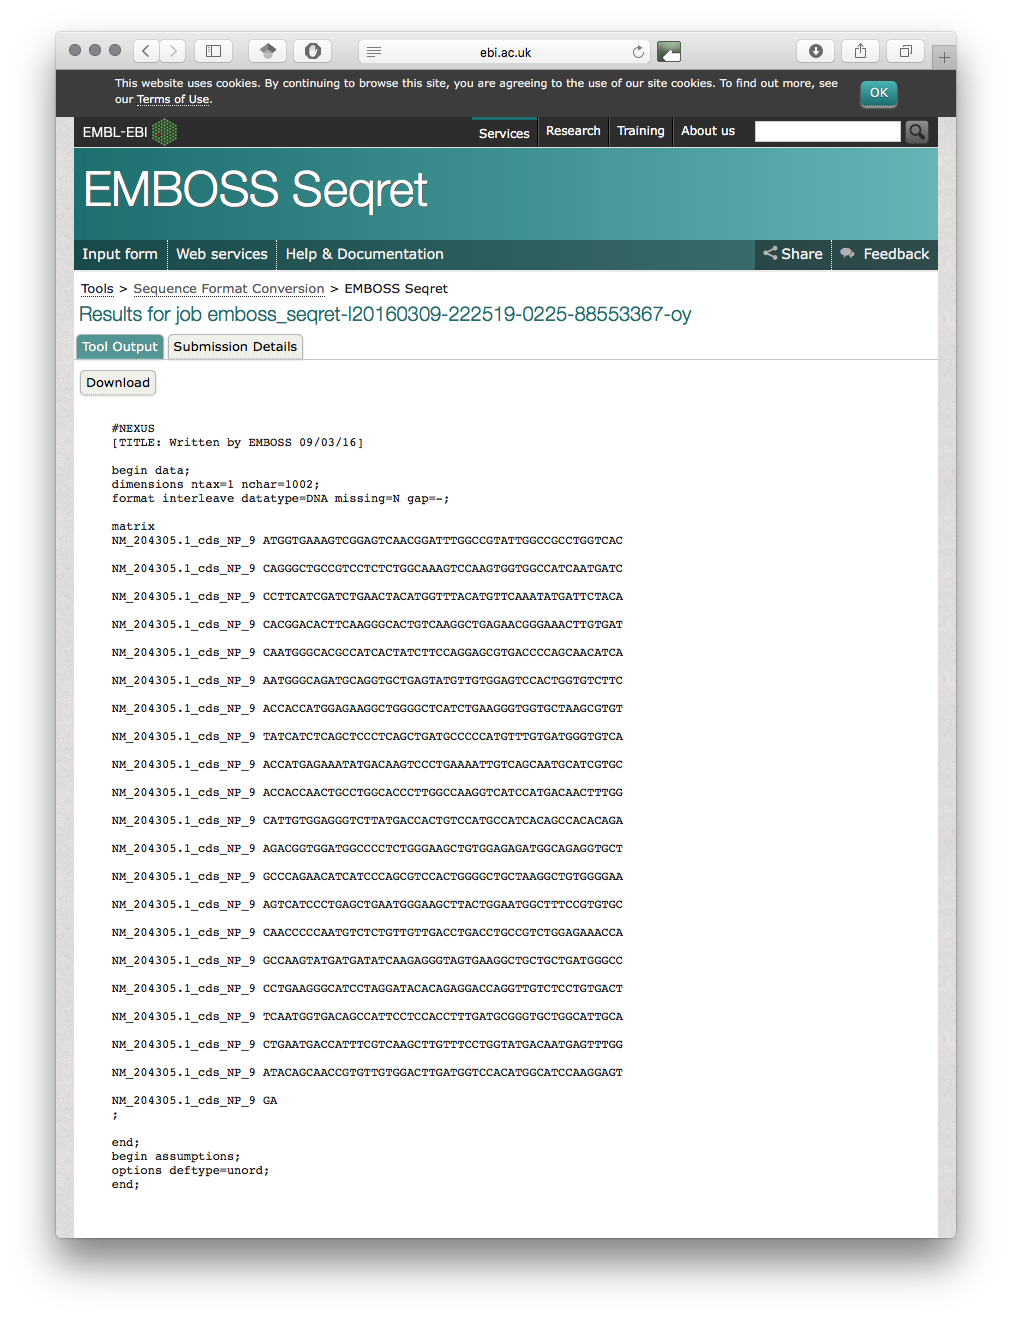 ebi.ac.uk
This website uses cookies. By continuing to browse this site, you are agreeing to the use of our site cookies. To find out more, see
our Terms of Use.
OK
EMBL-EBI
Services
Research
Training
About us
EMBOSS Seqret
Input form
Web services
Help & Documentation
Share
Feedback
Tools > Sequence Format Conversion > EMBOSS Seqret
Results for job emboss_seqret-I20160309-222519-0225-88553367-oy
Tool Output
Submission Details
Download
#NEXUS
[TITLE: Written by EMBOSS 09/03/16]
begin data;
dimensions ntax=1 nchar=1002;
format interleave datatype=DNA missing=N gap=-;
matrix
NM_204305.1_cds_NP_9 ATGGTGAAAGTCGGAGTCAACGGATTTGGCCGTATTGGCCGCCTGGTCAC
NM_204305.1_cds_NP_9 CAGGGCTGCCGTCCTCTCTGGCAAAGTCCAAGTGGTGGCCATCAATGATC
NM_204305.1_cds_NP_9 CCTTCATCGATCTGAACTACATGGTTTACATGTTCAAATATGATTCTACA
NM_204305.1_cds_NP_9 CACGGACACTTCAAGGGCACTGTCAAGGCTGAGAACGGGAAACTTGTGAT
NM_204305.1_cds_NP_9 CAATGGGCACGCCATCACTATCTTCCAGGAGCGTGACCCCAGCAACATCA
NM_204305.1_cds_NP_9 AATGGGCAGATGCAGGTGCTGAGTATGTTGTGGAGTCCACTGGTGTCTTC
NM_204305.1_cds_NP_9 ACCACCATGGAGAAGGCTGGGGCTCATCTGAAGGGTGGTGCTAAGCGTGT
NM_204305.1_cds_NP_9 TATCATCTCAGCTCCCTCAGCTGATGCCCCCATGTTTGTGATGGGTGTCA
NM_204305.1_cds_NP_9 ACCATGAGAAATATGACAAGTCCCTGAAAATTGTCAGCAATGCATCGTGC
NM_204305.1_cds_NP_9 ACCACCAACTGCCTGGCACCCTTGGCCAAGGTCATCCATGACAACTTTGG
NM_204305.1_cds_NP_9 CATTGTGGAGGGTCTTATGACCACTGTCCATGCCATCACAGCCACACAGA
NM_204305.1_cds_NP_9 AGACGGTGGATGGCCCCTCTGGGAAGCTGTGGAGAGATGGCAGAGGTGCT
NM_204305.1_cds_NP_9 GCCCAGAACATCATCCCAGCGTCCACTGGGGCTGCTAAGGCTGTGGGGAA
NM_204305.1_cds_NP_9 AGTCATCCCTGAGCTGAATGGGAAGCTTACTGGAATGGCTTTCCGTGTGC
NM_204305.1_cds_NP_9 CAACCCCCAATGTCTCTGTTGTTGACCTGACCTGCCGTCTGGAGAAACCA
NM_204305.1_cds_NP_9 GCCAAGTATGATGATATCAAGAGGGTAGTGAAGGCTGCTGCTGATGGGCC
NM_204305.1_cds_NP_9 CCTGAAGGGCATCCTAGGATACACAGAGGACCAGGTTGTCTCCTGTGACT
NM_204305.1_cds_NP_9 TCAATGGTGACAGCCATTCCTCCACCTTTGATGCGGGTGCTGGCATTGCA
NM_204305.1_cds_NP_9 CTGAATGACCATTTCGTCAAGCTTGTTTCCTGGTATGACAATGAGTTTGG
NM_204305.1_cds_NP_9 ATACAGCAACCGTGTTGTGGACTTGATGGTCCACATGGCATCCAAGGAGT
NM_204305.1_cds_NP_9 GA
;
end;
begin assumptions;
options deftype=unord;
end;